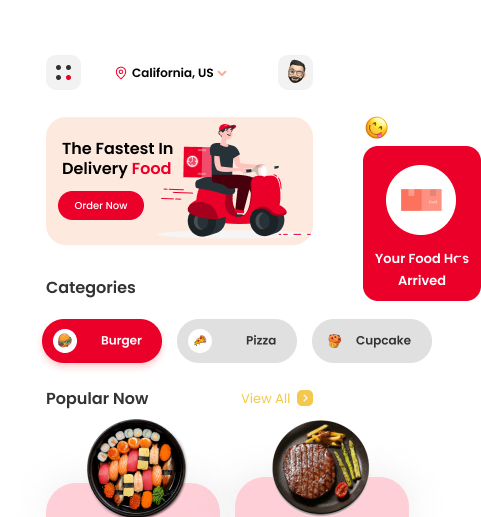 California, US
The Fastest In
Delivery Food
Order Now
Your Food Has
Arrived
Categories
Burger
Pizza
Cupcake
Popular Now
View All